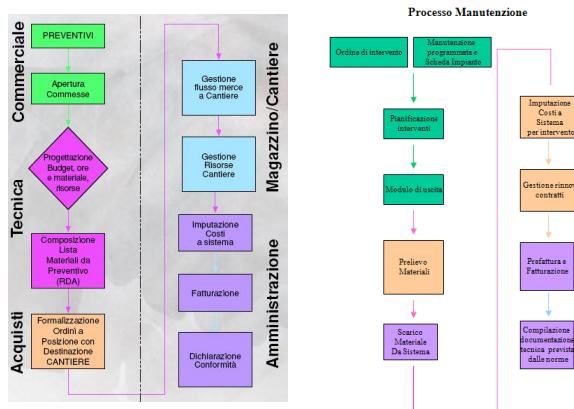 Commerciale
Tecnica
Acquisti
PREVENTIVI
Apertura
Commesse
Progettazione
Budget, ore
e materiale,
risorse
Composizione
Lista
Materiali da
Preventivo
(RDA)
Formalizzazione
Ordini a
Posizione con
Destinazione
CANTIERE
Gestione
flusso merce
a Cantiere
Gestione
Risorse
Cantiere
Imputazione
Costi
a sistema
Fatturazione
Dichiarazione
Conformità
Magazzino/Cantiere
Amministrazione
Processo Manutenzione
Ordine di intervento
Manutenzione
programmata e
Scheda Impianto
Pianificazione
interventi
Modulo di uscita
Prelievo
Materiali
Scarico
Materiale
Da Sistema
Imputazione
Costi a
Sistema
per intervento
Gestione rinnov
contratti
Prefattura e
Fatturazione
Compilazione
documentazione
tecnica prevista
dalle norme